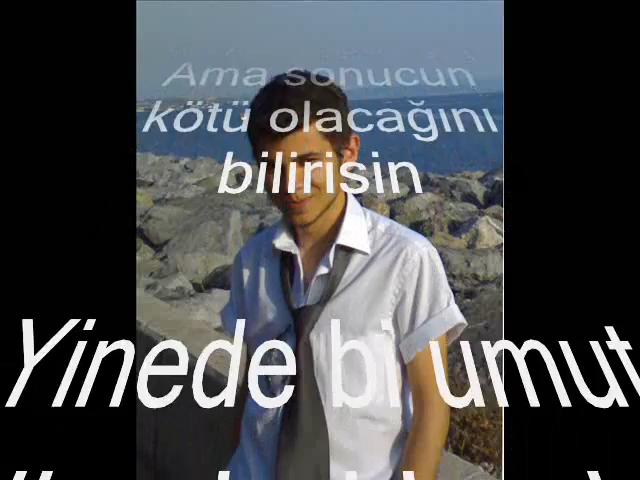 Ama sonucun
kötü olacağını
bilirisin
Yinede bi umut